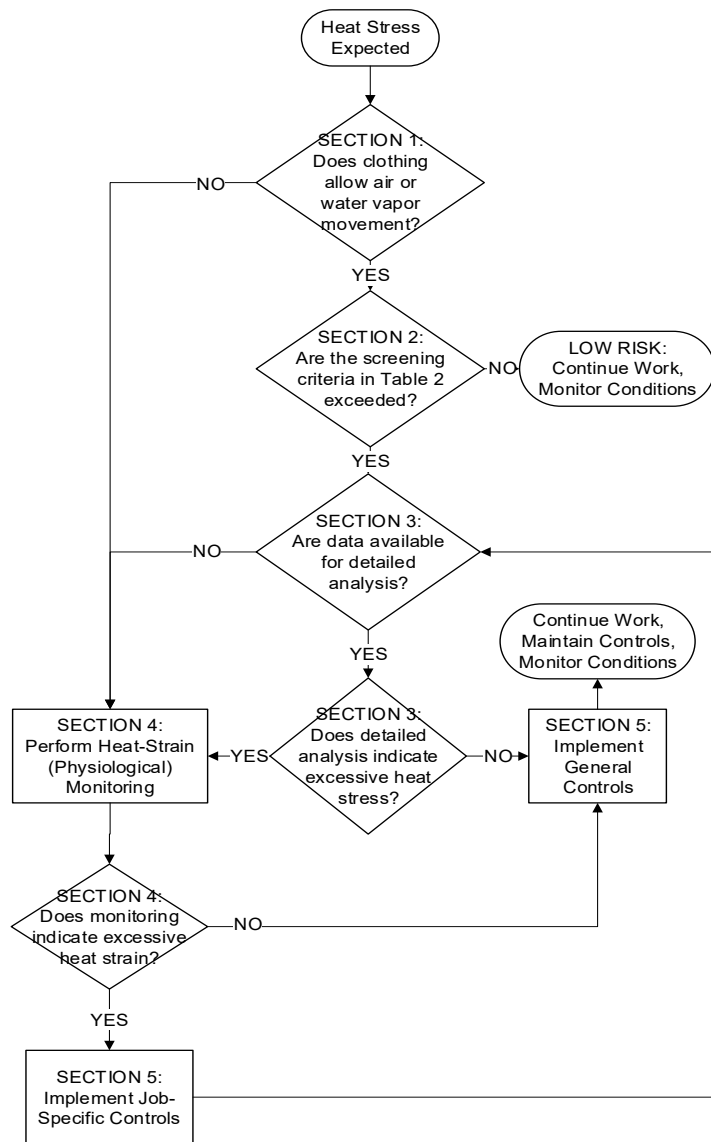 Heat Stress
Expected
SECTION 1:
Does clothing
allow air or
water vapor
movement?
NO
YES
SECTION 2:
Are the screening
criteria in Table 2
exceeded?
NO
LOW RISK:
Continue Work,
Monitor Conditions
YES
SECTION 3:
Are data available
for detailed
analysis?
NO
YES
Continue Work,
Maintain Controls,
Monitor Conditions
SECTION 4:
Perform Heat-Strain
(Physiological)
Monitoring
YES
SECTION 3:
Does detailed
analysis indicate
excessive heat
stress?
NO
SECTION 5:
Implement
General
Controls
SECTION 4:
Does monitoring
indicate excessive
heat strain?
NO
YES
SECTION 5:
Implement Job-
Specific Controls